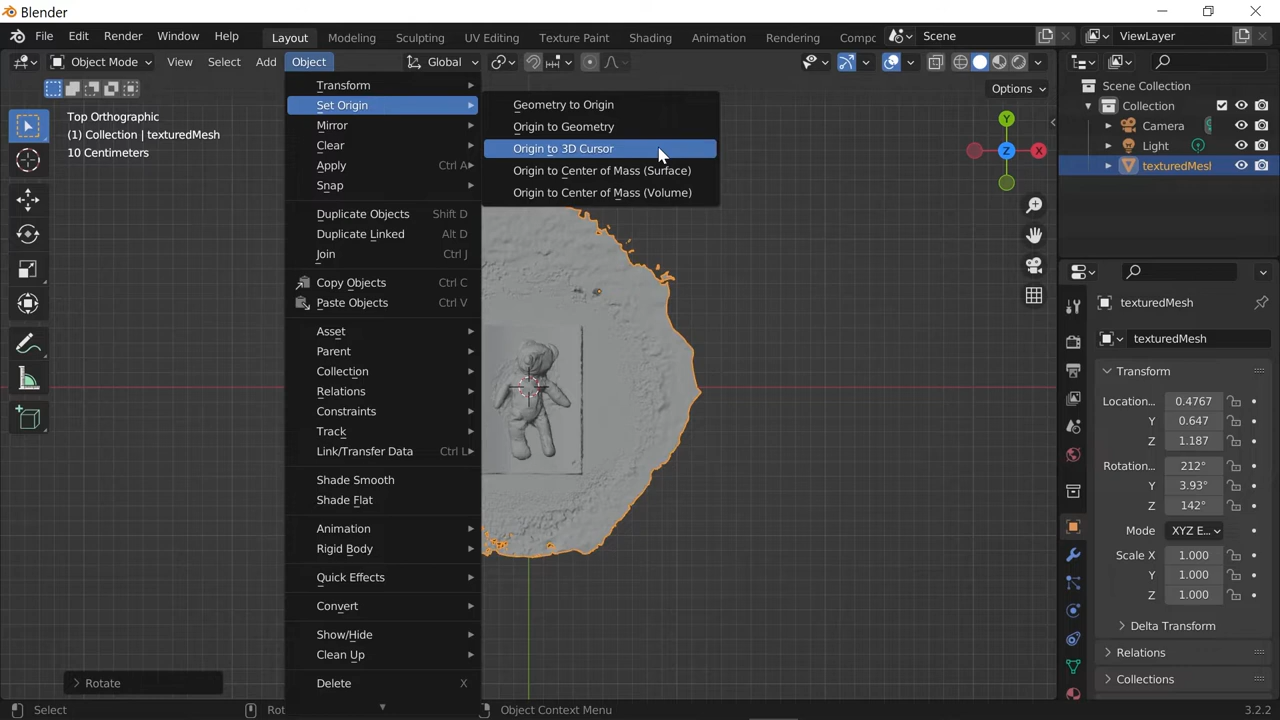 Blender
File Edit Render Window Help Layout Modeling Sculpting UV Editing Texture Paint Shading Animation Rendering Compc Scene ViewLayer
Object Mode View Select Add Object Global
Options
Top Orthographic
(1) Collection | texturedMesh
10 Centimeters
Transform
Set Origin
Mirror
Clear
Apply Ctrl A
Snap
Duplicate Objects Shift D
Duplicate Linked Alt D
Join Ctrl J
Copy Objects Ctrl C
Paste Objects Ctrl V
Asset
Parent
Collection
Relations
Constraints
Track
Link/Transfer Data Ctrl L
Shade Smooth
Shade Flat
Animation
Rigid Body
Quick Effects
Convert
Show/Hide
Clean Up
Delete X
Geometry to Origin
Origin to Geometry
Origin to 3D Cursor
Origin to Center of Mass (Surface)
Origin to Center of Mass (Volume)
Y
Z X
Scene Collection
Collection
Camera
Light
texturedMesh
texturedMesh
texturedMesh
Transform
Location... 0.4767
Y 0.647
Z 1.187
Rotation... 212°
Y 3.93°
Z 142°
Mode XYZ E...
Scale X 1.000
Y 1.000
Z 1.000
Delta Transform
Relations
Collections
Rotate
Select Rot Object Context Menu 3.2.2